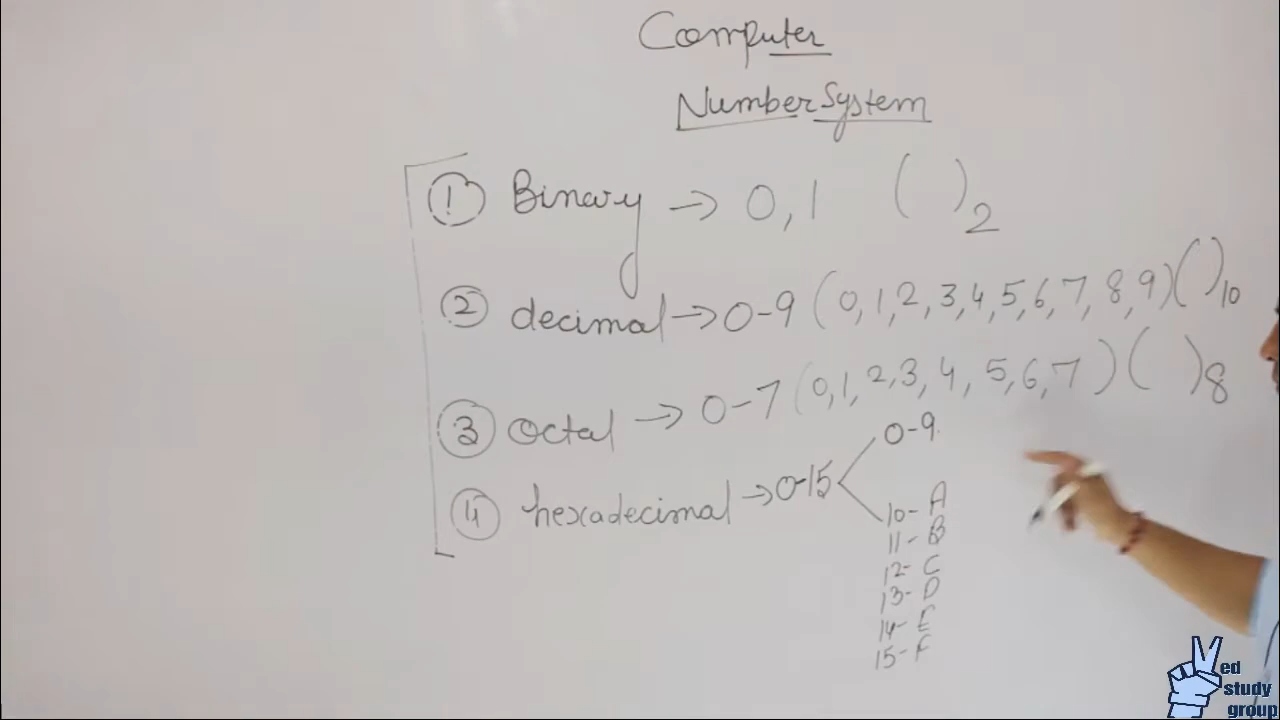 Computer
Number System
① Binary → 0, 1 ( )₂
② decimal → 0-9 (0, 1, 2, 3, 4, 5, 6, 7, 8, 9) ( )₁₀
③ Octal → 0-7 (0, 1, 2, 3, 4, 5, 6, 7) ( )₈
④ hexadecimal → 0-15
0-9
10- A
11- B
12- C
13- D
14- E
15- F
ed
study
group